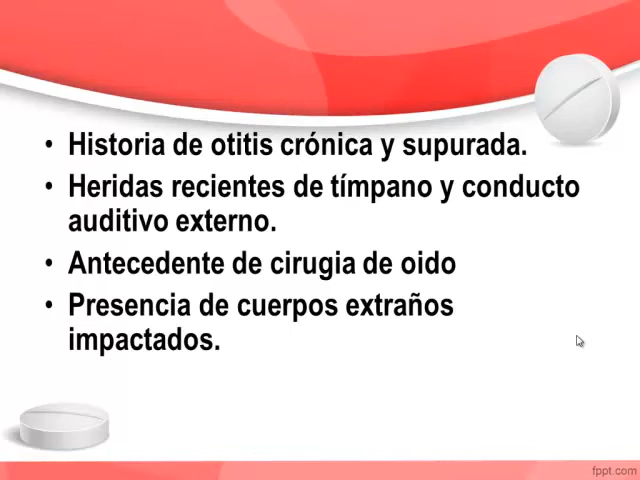 • Historia de otitis crónica y supurada.
• Heridas recientes de tímpano y conducto
auditivo externo.
• Antecedente de cirugia de oido
• Presencia de cuerpos extraños
impactados.
fppt.com